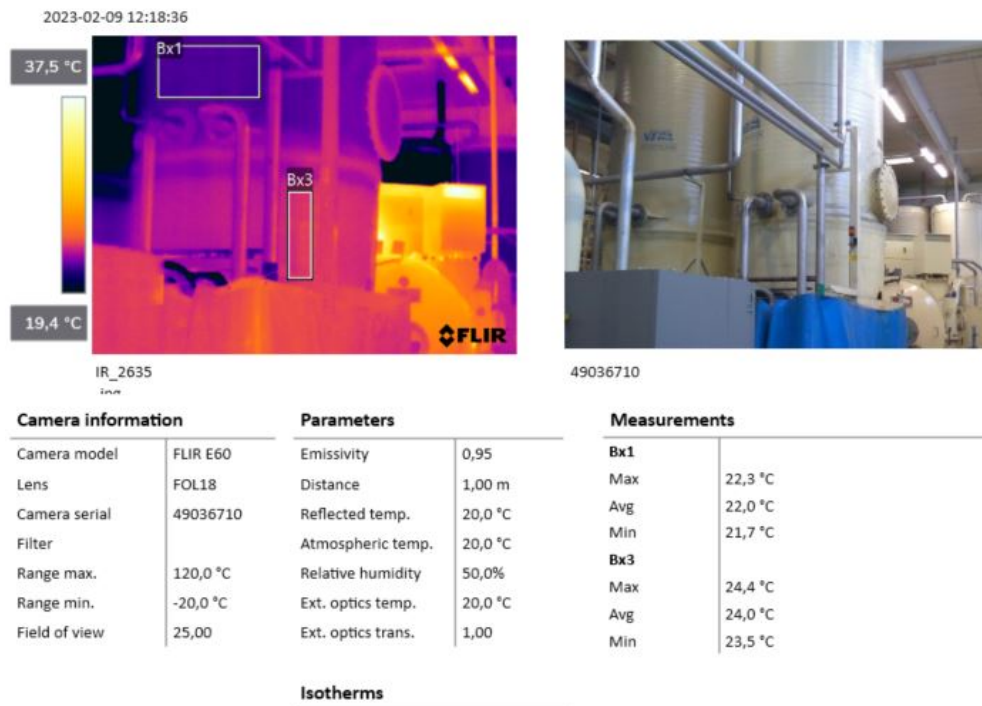 2023-02-09 12:18:36
37,5 °C
Bx1
Bx3
19,4 °C
FLIR
IR_2635
49036710
Camera information
Camera model FLIR E60
Lens FOL18
Camera serial 49036710
Filter
Range max. 120,0 °C
Range min. -20,0 °C
Field of view 25,00
Parameters
Emissivity 0,95
Distance 1,00 m
Reflected temp. 20,0 °C
Atmospheric temp. 20,0 °C
Relative humidity 50,0%
Ext. optics temp. 20,0 °C
Ext. optics trans. 1,00
Measurements
Bx1
Max 22,3 °C
Avg 22,0 °C
Min 21,7 °C
Bx3
Max 24,4 °C
Avg 24,0 °C
Min 23,5 °C
Isotherms